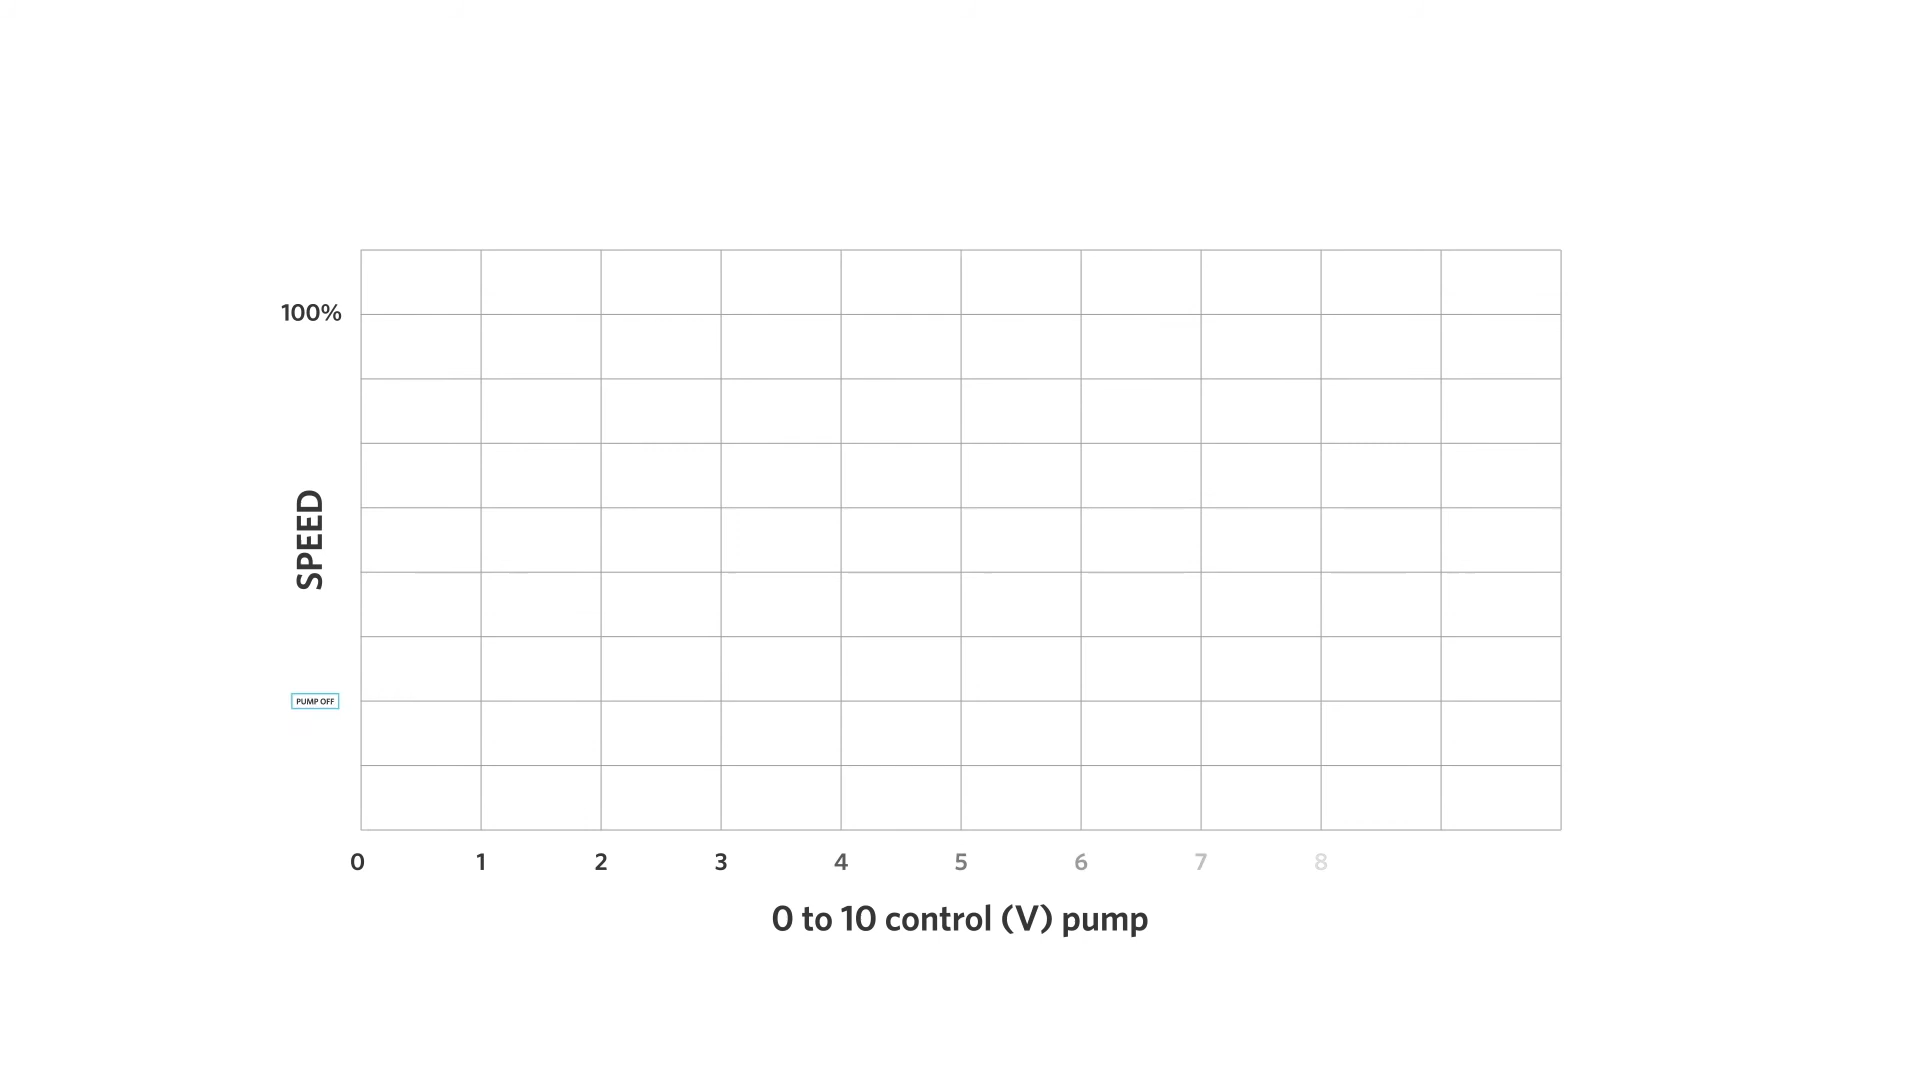 100%
SPEED
PUMP OFF
0 1 2 3 4 5 6 7 8
0 to 10 control (V) pump